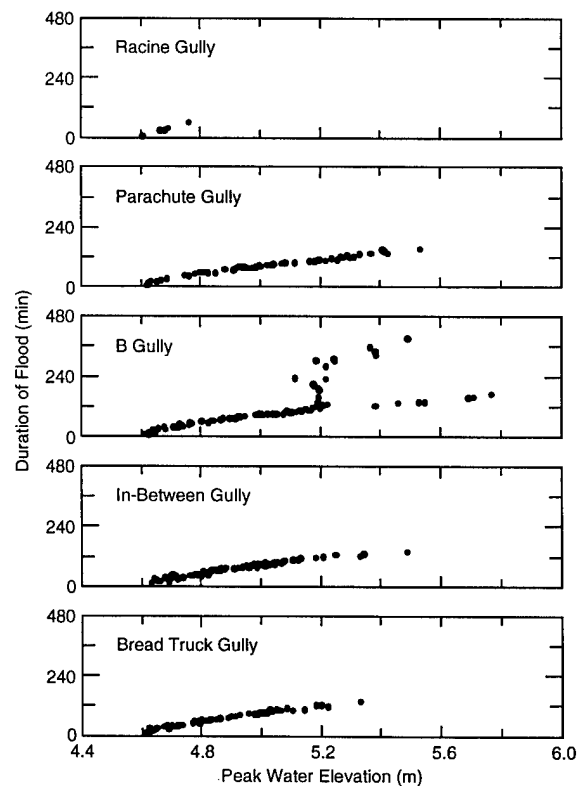 480
Racine Gully
240
0
480
Parachute Gully
240
0
480
B Gully
240
0
480
In-Between Gully
240
0
480
Bread Truck Gully
240
0
4.4 4.8 5.2 5.6 6.0
Peak Water Elevation (m)
Duration of Flood (min)